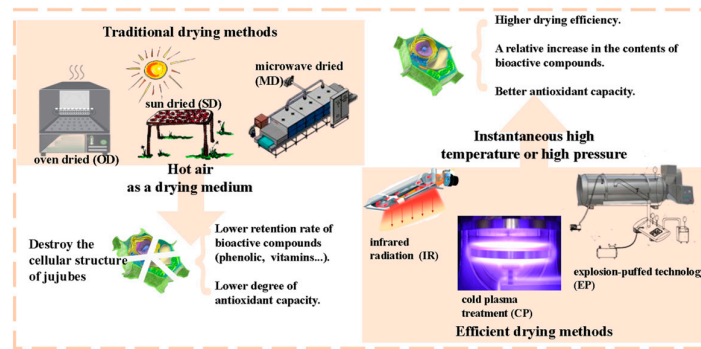 Traditional drying methods
microwave dried
(MD)
sun dried (SD)
oven dried (OD)
Hot air
as a drying medium
Destroy the
cellular structure
of jujubes
Lower retention rate of
bioactive compounds
(phenolic, vitamins...).
Lower degree of
antioxidant capacity.
Higher drying efficiency.
A relative increase in the contents of
bioactive compounds.
Better antioxidant capacity.
Instantaneous high
temperature or high pressure
infrared
radiation (IR)
cold plasma
treatment (CP)
explosion-puffed technology
(EP)
Efficient drying methods